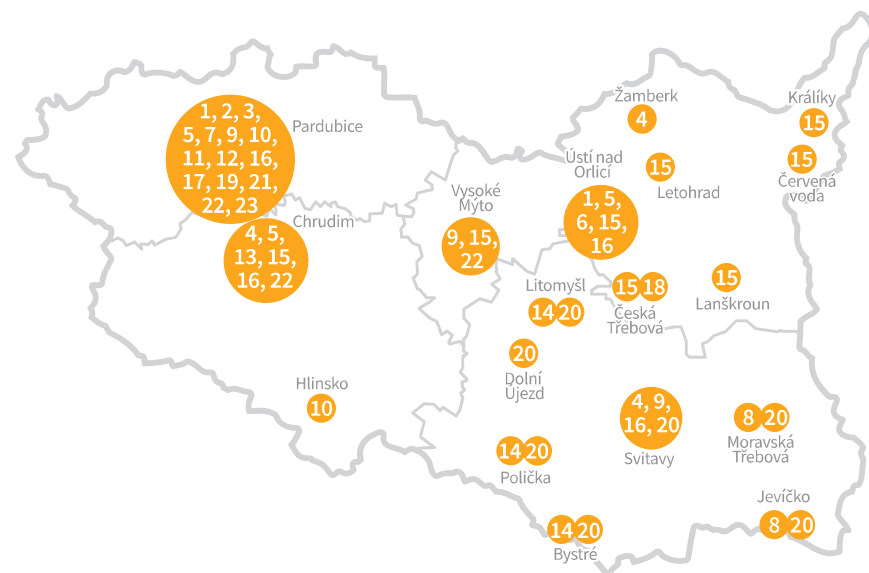 1, 2, 3,
5, 7, 9, 10,
11, 12, 16,
17, 19, 21,
22, 23
Pardubice
Chrudim
4, 5,
13, 15,
16, 22
Hlinsko
10
Vysoké
Mýto
9, 15,
22
Žamberk
4
Ústí nad
Orlicí
1, 5,
6, 15,
16
15
Letohrad
Králíky
15
15
Červená
voda
Litomyšl
14 20
15 18
Česká
Třebová
15
Lanškroun
20
Dolní
Újezd
4, 9,
16, 20
Svitavy
8 20
Moravská
Třebová
14 20
Polička
Jevíčko
8 20
14 20
Bystré